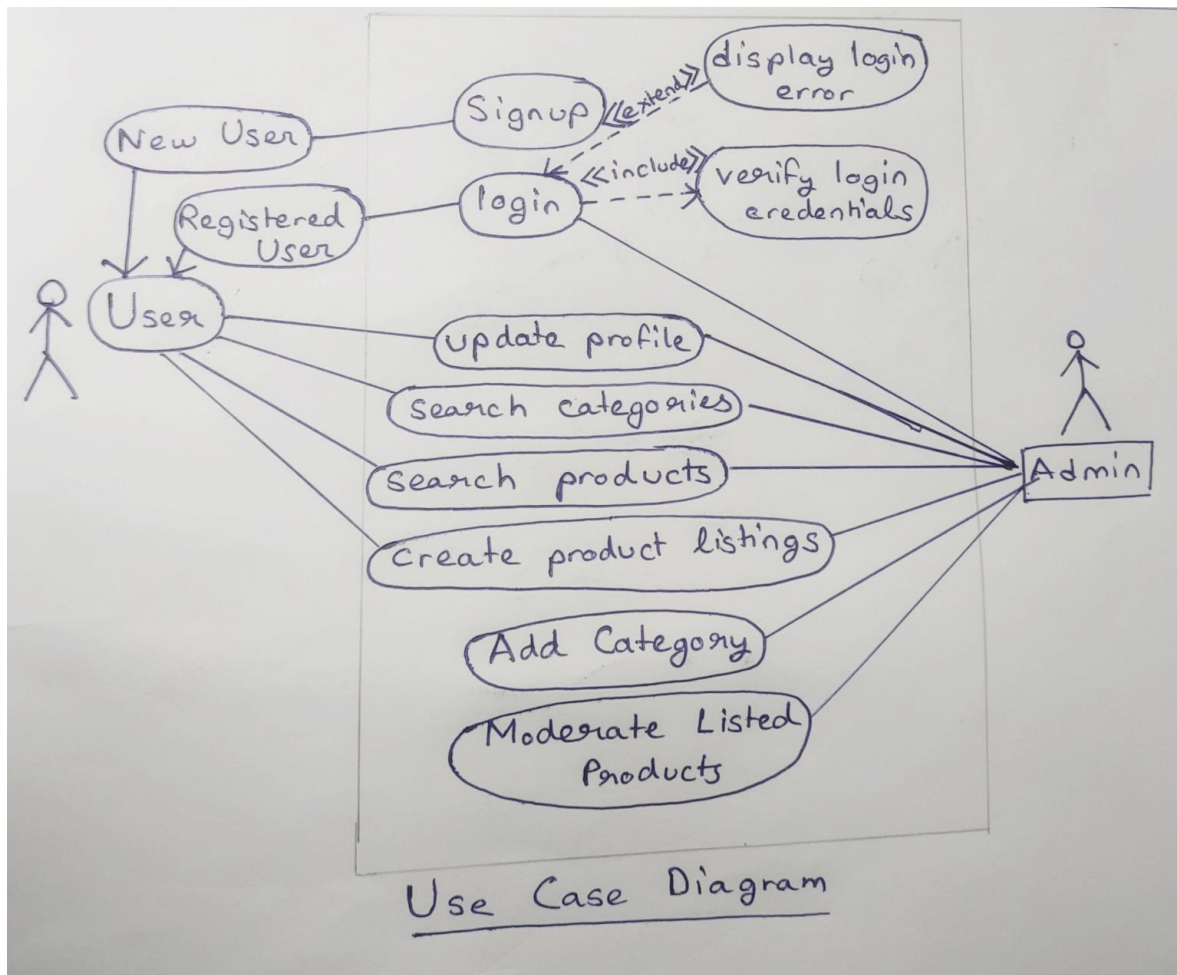 display login
error
Signup
<<extend>>
New User
<<include>>
verify login
credentials
login
Registered
User
User
update profile
search categories
search products
Admin
create product listings
Add Category
Moderate Listed
Products
Use Case Diagram